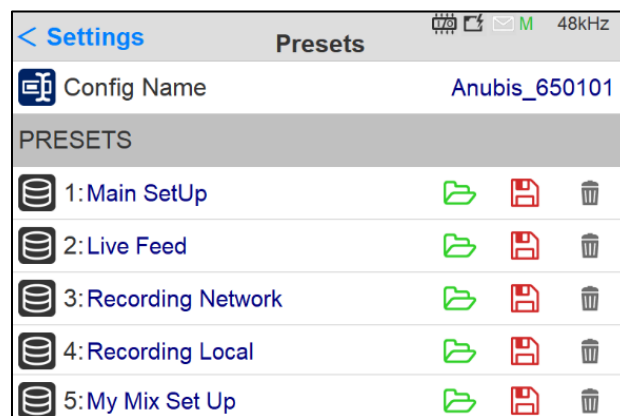 < Settings Presets I/O M 48kHz
Config Name Anubis_650101
PRESETS
1:Main SetUp
2:Live Feed
3:Recording Network
4:Recording Local
5:My Mix Set Up